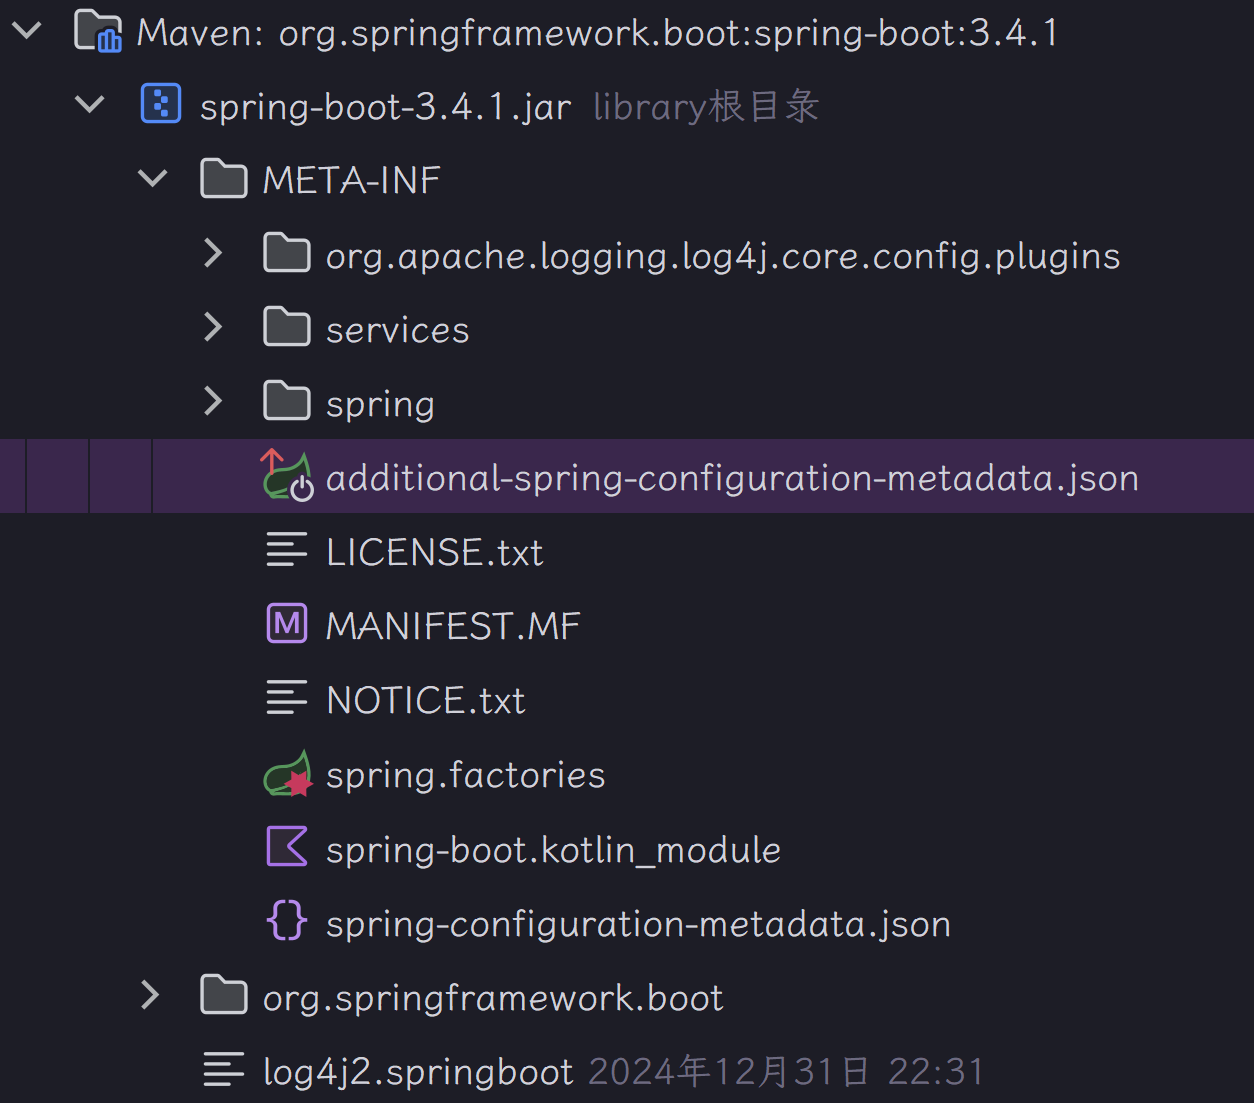 Maven: org.springframework.boot:spring-boot:3.4.1
spring-boot-3.4.1.jar library根目录
META-INF
org.apache.logging.log4j.core.config.plugins
services
spring
additional-spring-configuration-metadata.json
LICENSE.txt
MANIFEST.MF
NOTICE.txt
spring.factories
spring-boot.kotlin_module
spring-configuration-metadata.json
org.springframework.boot
log4j2.springboot 2024年12月31日 22:31